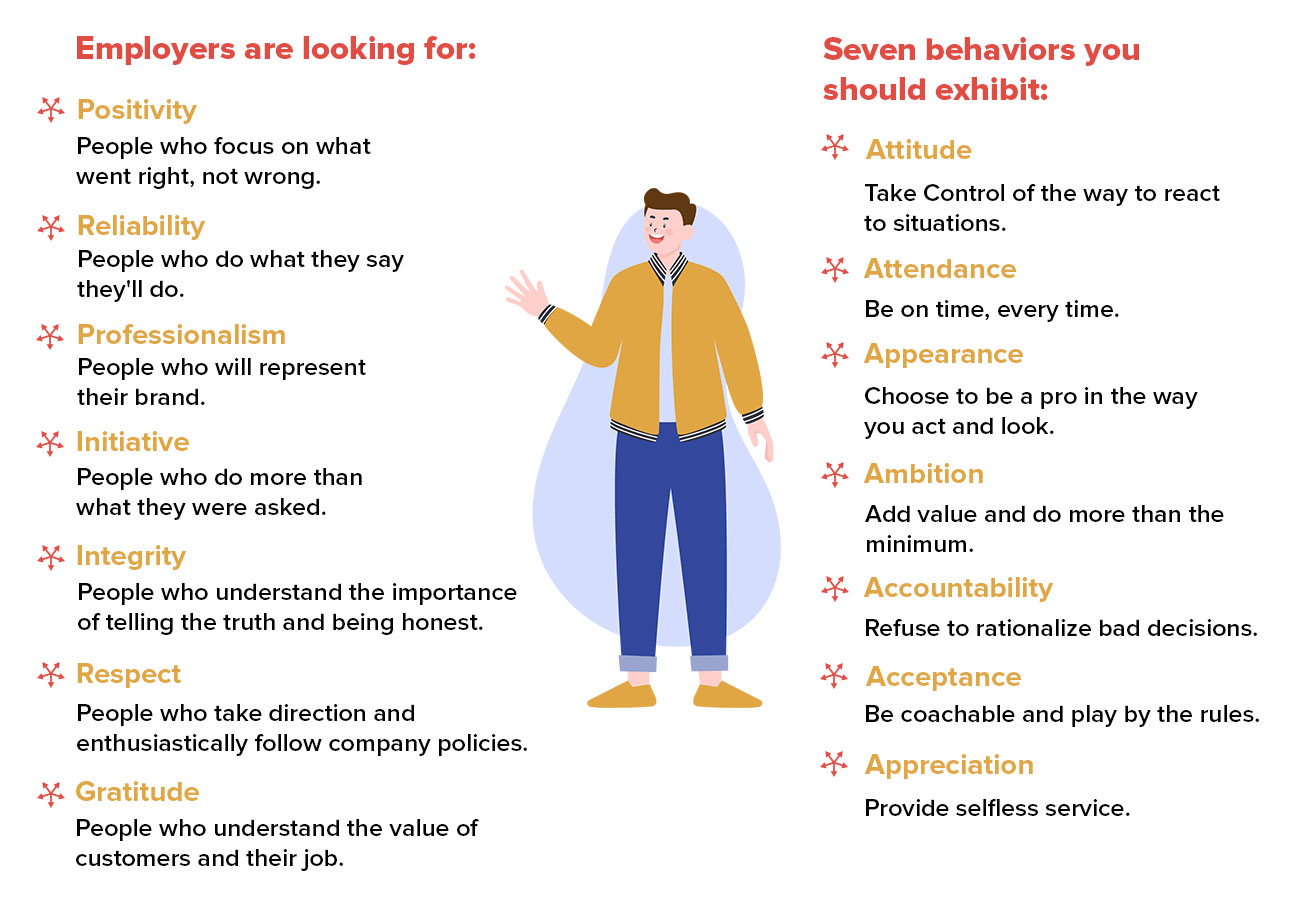 Employers are looking for:
Positivity
People who focus on what
went right, not wrong.
Reliability
People who do what they say
they'll do.
Professionalism
People who will represent
their brand.
Initiative
People who do more than
what they were asked.
Integrity
People who understand the importance
of telling the truth and being honest.
Respect
People who take direction and
enthusiastically follow company policies.
Gratitude
People who understand the value of
customers and their job.
Seven behaviors you
should exhibit:
Attitude
Take Control of the way to react
to situations.
Attendance
Be on time, every time.
Appearance
Choose to be a pro in the way
you act and look.
Ambition
Add value and do more than the
minimum.
Accountability
Refuse to rationalize bad decisions.
Acceptance
Be coachable and play by the rules.
Appreciation
Provide selfless service.